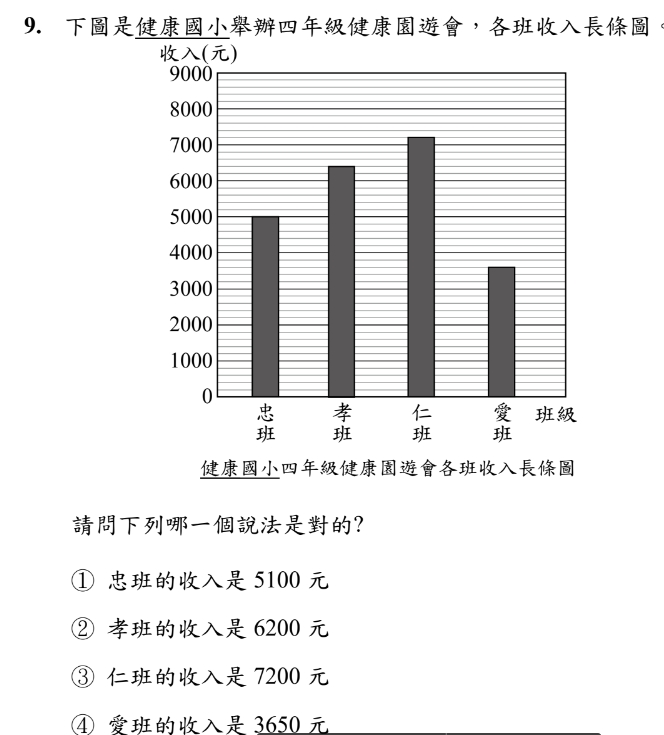 9. 下圖是健康國小舉辦四年級健康園遊會，各班收入長條圖。
收入(元)
9000
8000
7000
6000
5000
4000
3000
2000
1000
0
忠班 孝班 仁班 愛班 班級
健康國小四年級健康園遊會各班收入長條圖
請問下列哪一個說法是對的?
① 忠班的收入是 5100 元
② 孝班的收入是 6200 元
③ 仁班的收入是 7200 元
④ 愛班的收入是 3650 元